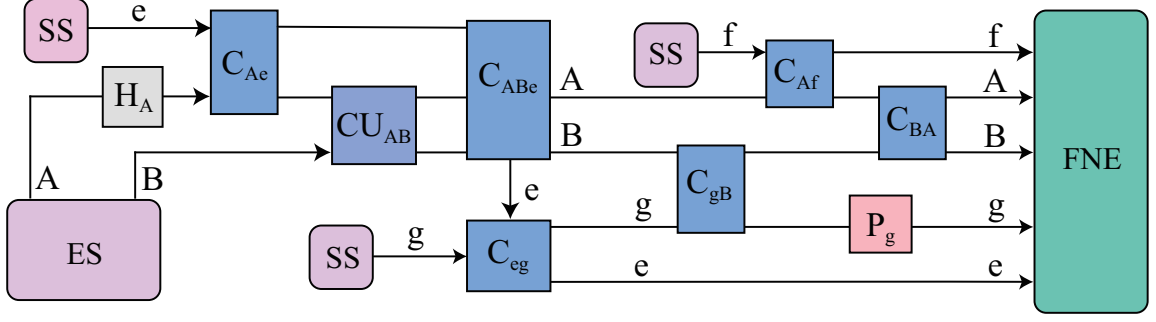 SS
e
C_Ae
C_ABe
SS
f
C_Af
f
H_A
A
A
CU_AB
C_BA
B
B
A
B
FNE
ES
e
C_gB
SS
g
C_eg
g
P_g
g
e
e